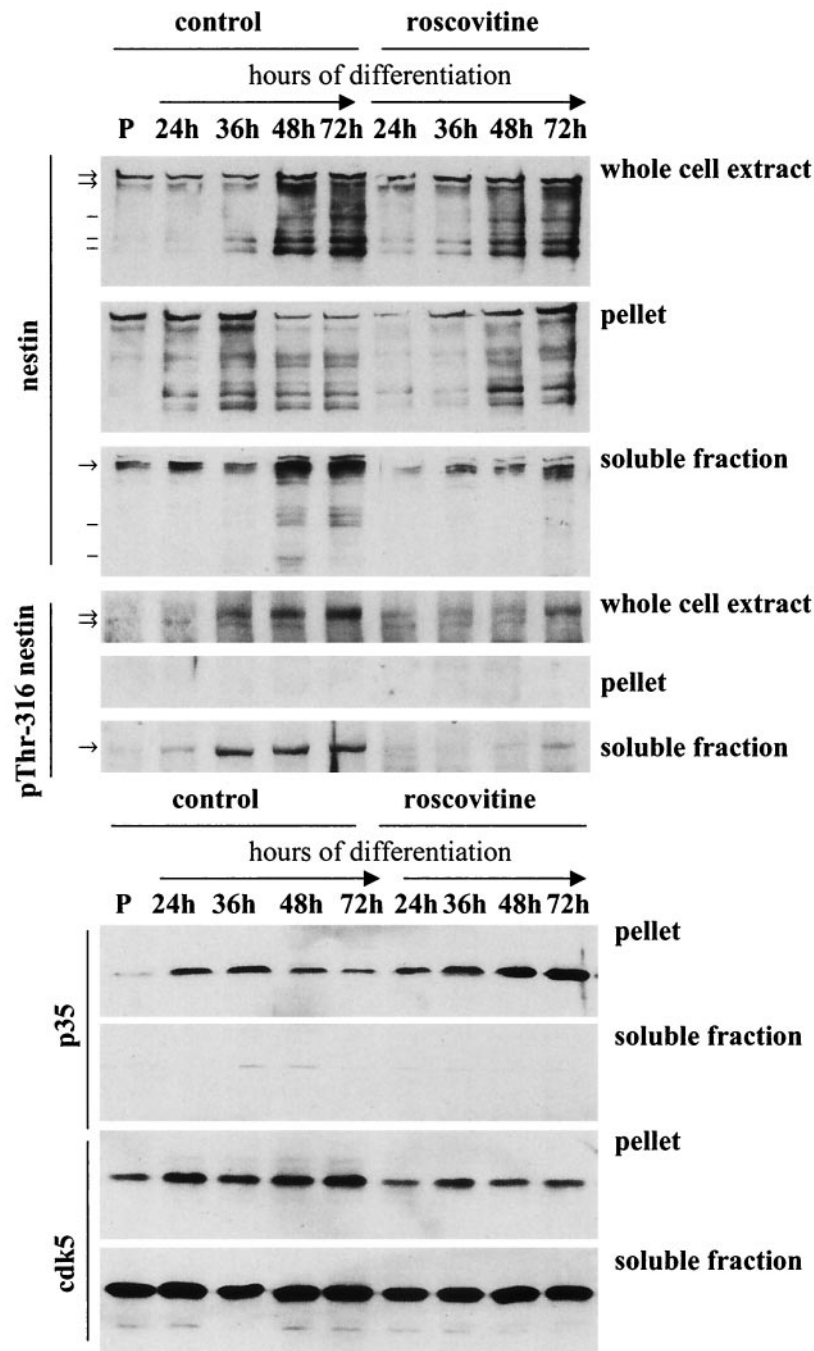 control roscovitine
hours of differentiation
P 24h 36h 48h 72h 24h 36h 48h 72h
nestin
whole cell extract
pellet
soluble fraction
pThr-316 nestin
whole cell extract
pellet
soluble fraction
control roscovitine
hours of differentiation
P 24h 36h 48h 72h 24h 36h 48h 72h
p35
pellet
soluble fraction
cdk5
pellet
soluble fraction